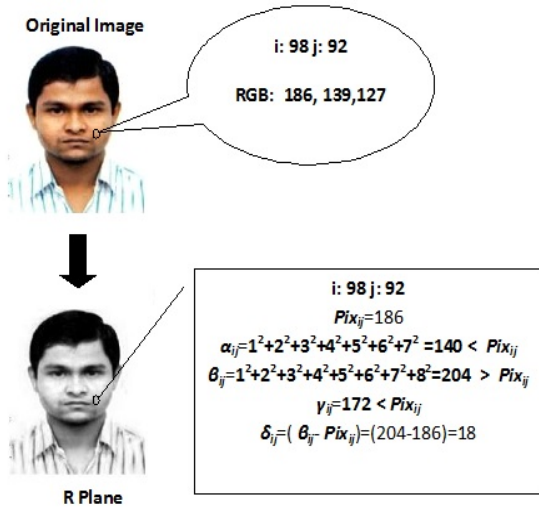 Original Image
i: 98 j: 92
RGB: 186, 139,127
i: 98 j: 92
Pixᵢⱼ=186
αᵢⱼ=1²+2²+3²+4²+5²+6²+7² =140 < Pixᵢⱼ
βᵢⱼ=1²+2²+3²+4²+5²+6²+7²+8²=204 > Pixᵢⱼ
γᵢⱼ=172 < Pixᵢⱼ
δᵢⱼ=( βᵢⱼ- Pixᵢⱼ)=(204-186)=18
R Plane